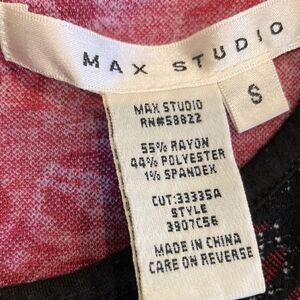 MAX STUDIO
S
MAX STUDIO
RN#58822
55% RAYON
44% POLYESTER
1% SPANDEX
CUT:33335A
STYLE
3907C56
MADE IN CHINA
CARE ON REVERSE